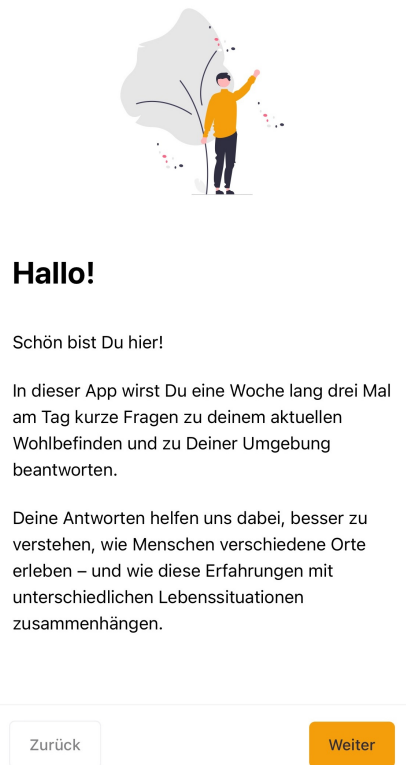 Hallo!
Schön bist Du hier!
In dieser App wirst Du eine Woche lang drei Mal
am Tag kurze Fragen zu deinem aktuellen
Wohlbefinden und zu Deiner Umgebung
beantworten.
Deine Antworten helfen uns dabei, besser zu
verstehen, wie Menschen verschiedene Orte
erleben – und wie diese Erfahrungen mit
unterschiedlichen Lebenssituationen
zusammenhängen.
Zurück
Weiter